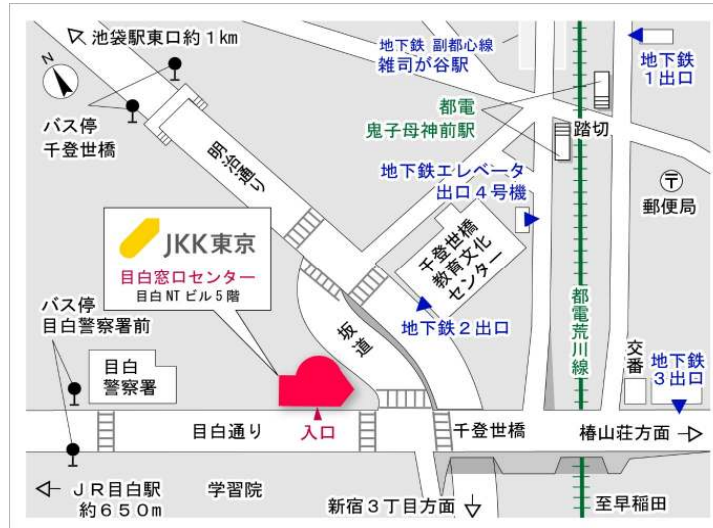 池袋駅東口約1km
N
バス停
千登世橋
明治通り
地下鉄 副都心線
雑司が谷駅
地下鉄
1出口
都電
鬼子母神前駅
踏切
地下鉄エレベータ
出口4号機
郵便局
JKK東京
目白窓口センター
目白NTビル5階
千登世橋
教育文化
センター
バス停
目白警察署前
坂道
地下鉄2出口
都電荒川線
交番
地下鉄
3出口
目白
警察署
目白通り
入口
千登世橋
椿山荘方面
JR目白駅
約650m
学習院
新宿3丁目方面
至早稲田